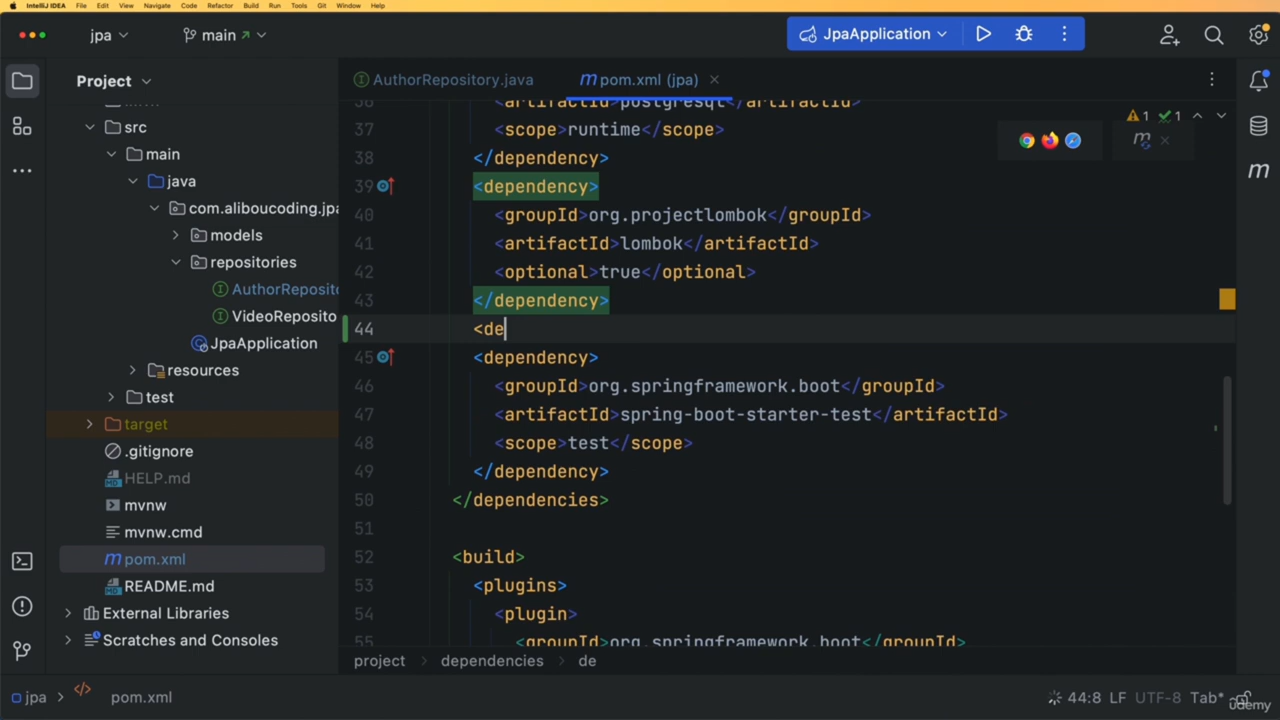 IntelliJ IDEA File Edit View Navigate Code Refactor Build Run Tools Git Window Help
jpa main JpaApplication
Project
AuthorRepository.java pom.xml (jpa)
src
main
java
com.aliboucoding.jpa
models
repositories
AuthorReposito
VideoReposito
JpaApplication
resources
test
target
.gitignore
HELP.md
mvnw
mvnw.cmd
pom.xml
README.md
External Libraries
Scratches and Consoles
36 <artifactId>postgresql</artifactId>
37 <scope>runtime</scope>
1 1
38 </dependency>
39 <dependency>
40 <groupId>org.projectlombok</groupId>
41 <artifactId>lombok</artifactId>
42 <optional>true</optional>
43 </dependency>
44 <de
45 <dependency>
46 <groupId>org.springframework.boot</groupId>
47 <artifactId>spring-boot-starter-test</artifactId>
48 <scope>test</scope>
49 </dependency>
50 </dependencies>
51
52 <build>
53 <plugins>
54 <plugin>
55 <groupId>org.springframework.boot</groupId>
project dependencies de
jpa pom.xml 44:8 LF UTF-8 Tab*
udemy